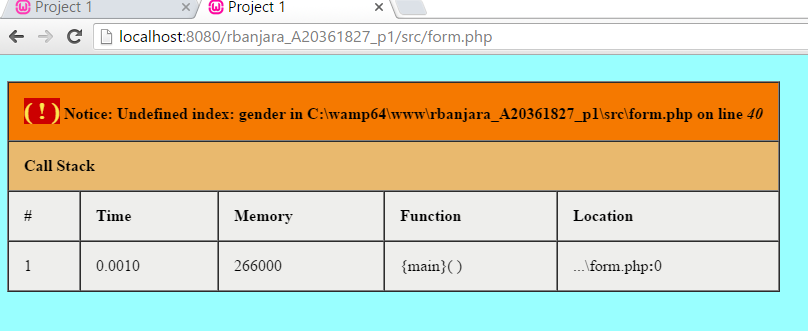 Project 1 × Project 1 ×
localhost:8080/rbanjara_A20361827_p1/src/form.php
( ! ) Notice: Undefined index: gender in C:\wamp64\www\rbanjara_A20361827_p1\src\form.php on line 40
Call Stack
# Time Memory Function Location
1 0.0010 266000 {main}( ) ...\form.php:0